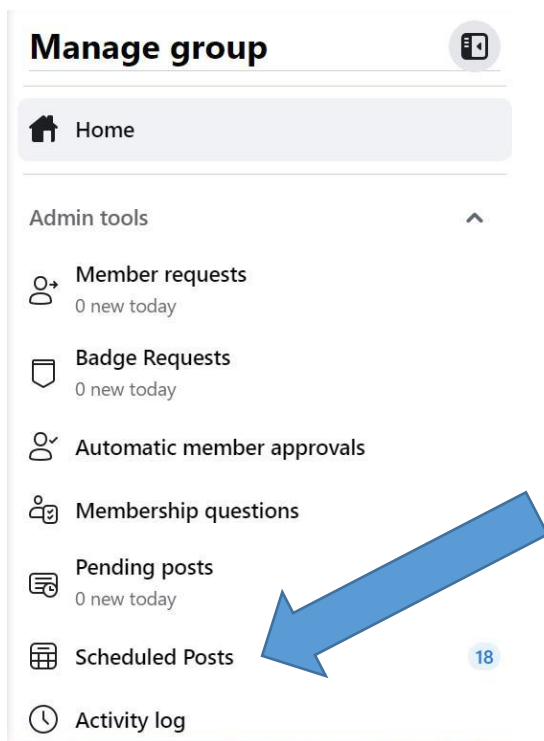 Manage group
Home
Admin tools
Member requests
0 new today
Badge Requests
0 new today
Automatic member approvals
Membership questions
Pending posts
0 new today
Scheduled Posts 18
Activity log